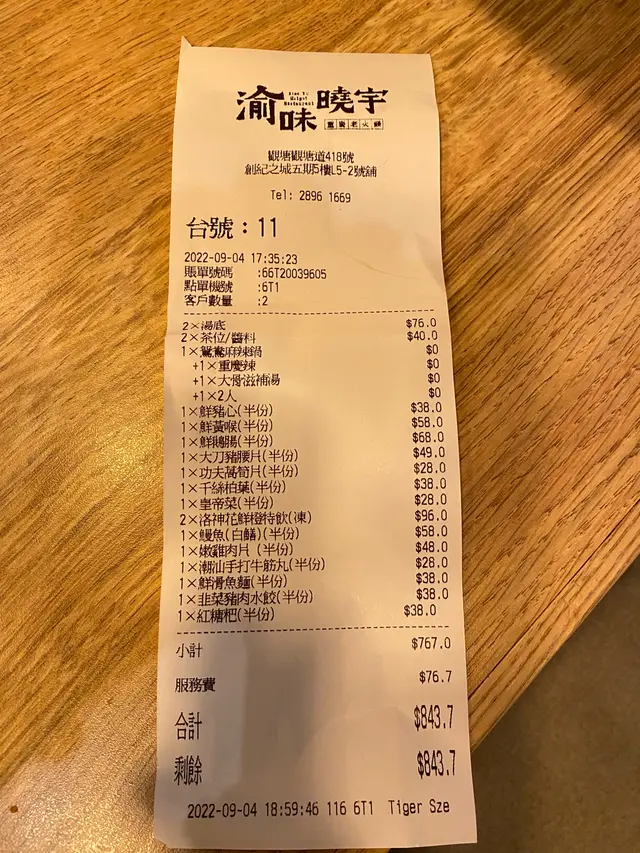 渝味曉宇
重慶老火鍋
觀塘觀塘道418號
創紀之城五期5樓L5-2號舖
Tel: 2896 1669
台號：11
2022-09-04 17:35:23
賬單號碼 :66T20039605
點單機號 :6T1
客戶數量 :2
2×湯底 $76.0
2×茶位/醬料 $40.0
1×鴛鴦麻辣鍋 $0
+1×重慶辣 $0
+1×大骨滋補湯 $0
+1×2人 $0
1×鮮豬心(半份) $38.0
1×鮮黃喉(半份) $58.0
1×鮮鵝腸(半份) $68.0
1×大刀豬腰片(半份) $49.0
1×功夫萵筍片(半份) $28.0
1×千絲柏葉(半份) $38.0
1×皇帝菜(半份) $28.0
2×洛神花鮮橙特飲(凍) $96.0
1×鰻魚(白鱔)(半份) $58.0
1×嫩雞肉片 (半份) $48.0
1×潮汕手打牛筋丸(半份) $28.0
1×鮮滑魚麵(半份) $38.0
1×韭菜豬肉水餃(半份) $38.0
1×紅糖粑(半份) $38.0
小計 $767.0
服務費 $76.7
合計 $843.7
剩餘 $843.7
2022-09-04 18:59:46 116 6T1 Tiger Sze